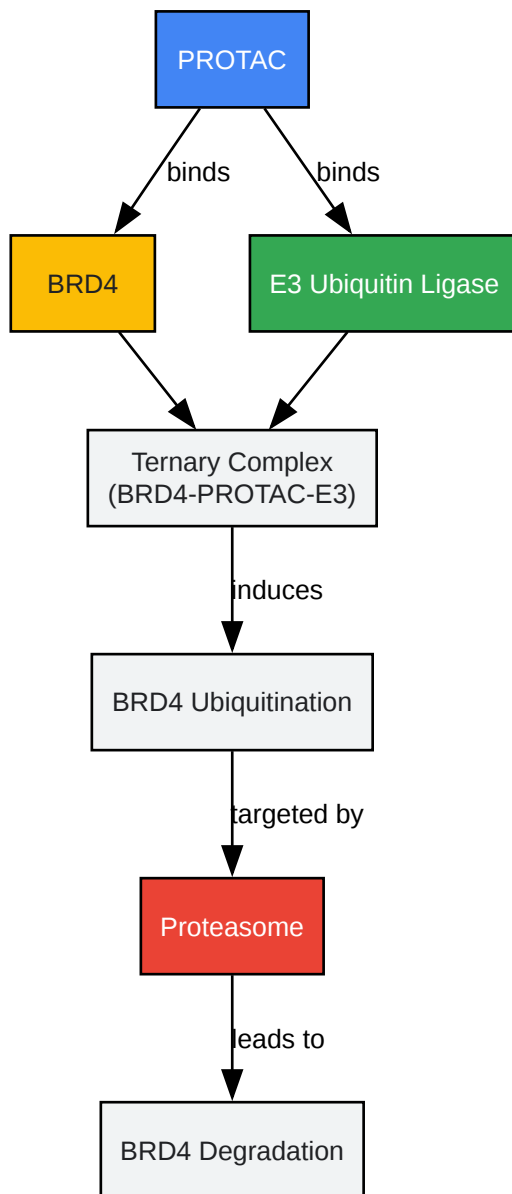 PROTAC
binds
binds
BRD4
E3 Ubiquitin Ligase
Ternary Complex
(BRD4-PROTAC-E3)
induces
BRD4 Ubiquitination
targeted by
Proteasome
leads to
BRD4 Degradation